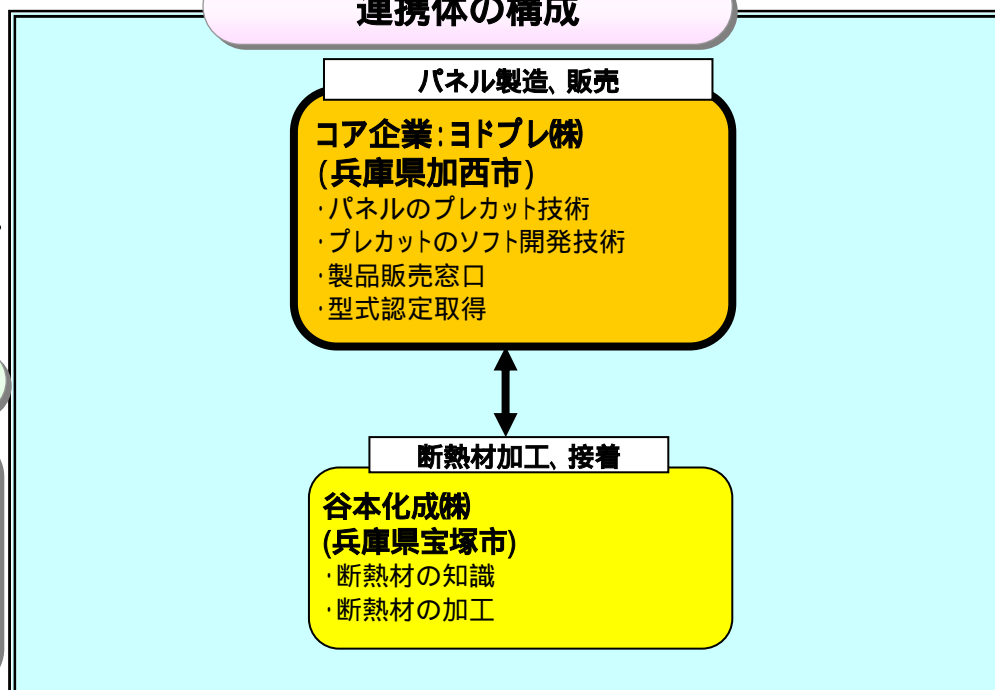 連携体の構成
パネル製造、販売
コア企業:ヨドプレ㈱
(兵庫県加西市)
・パネルのプレカット技術
・プレカットのソフト開発技術
・製品販売窓口
・型式認定取得
断熱材加工、接着
谷本化成㈱
(兵庫県宝塚市)
・断熱材の知識
・断熱材の加工